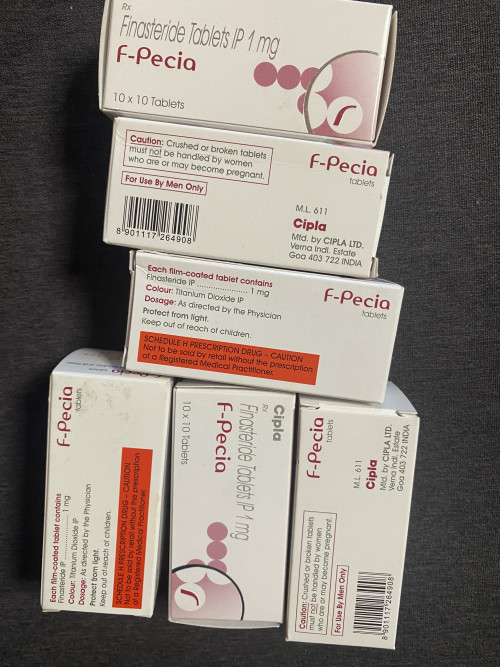 Rx
Finasteride Tablets IP 1 mg
F-Pecia
10 x 10 Tablets
Caution: Crushed or broken tablets
must not be handled by women
who are or may become pregnant.
For Use By Men Only
8 901117 264908
F-Pecia
tablets
M.L. 611
Cipla
Mfd. by CIPLA LTD.
Verna Indl. Estate
Goa 403 722 INDIA
Each film-coated tablet contains
Finasteride IP .................... 1 mg
Colour: Titanium Dioxide IP
Dosage: As directed by the Physician
Protect from light.
Keep out of reach of children.
SCHEDULE H PRESCRIPTION DRUG – CAUTION
Not to be sold by retail without the prescription
of a Registered Medical Practitioner.
F-Pecia
tablets
F-Pecia
tablets
Each film-coated tablet contains
Finasteride IP .................... 1 mg
Colour: Titanium Dioxide IP
Dosage: As directed by the Physician
Protect from light.
Keep out of reach of children.
SCHEDULE H PRESCRIPTION DRUG – CAUTION
Not to be sold by retail without the prescription
of a Registered Medical Practitioner.
Cipla
Rx
Finasteride Tablets IP 1 mg
F-Pecia
10 x 10 Tablets
F-Pecia
tablets
M.L. 611
Cipla
Mfd. by CIPLA LTD.
Verna Indl. Estate
Goa 403 722 INDIA
Caution: Crushed or broken tablets
must not be handled by women
who are or may become pregnant.
For Use By Men Only
8 901117 264908